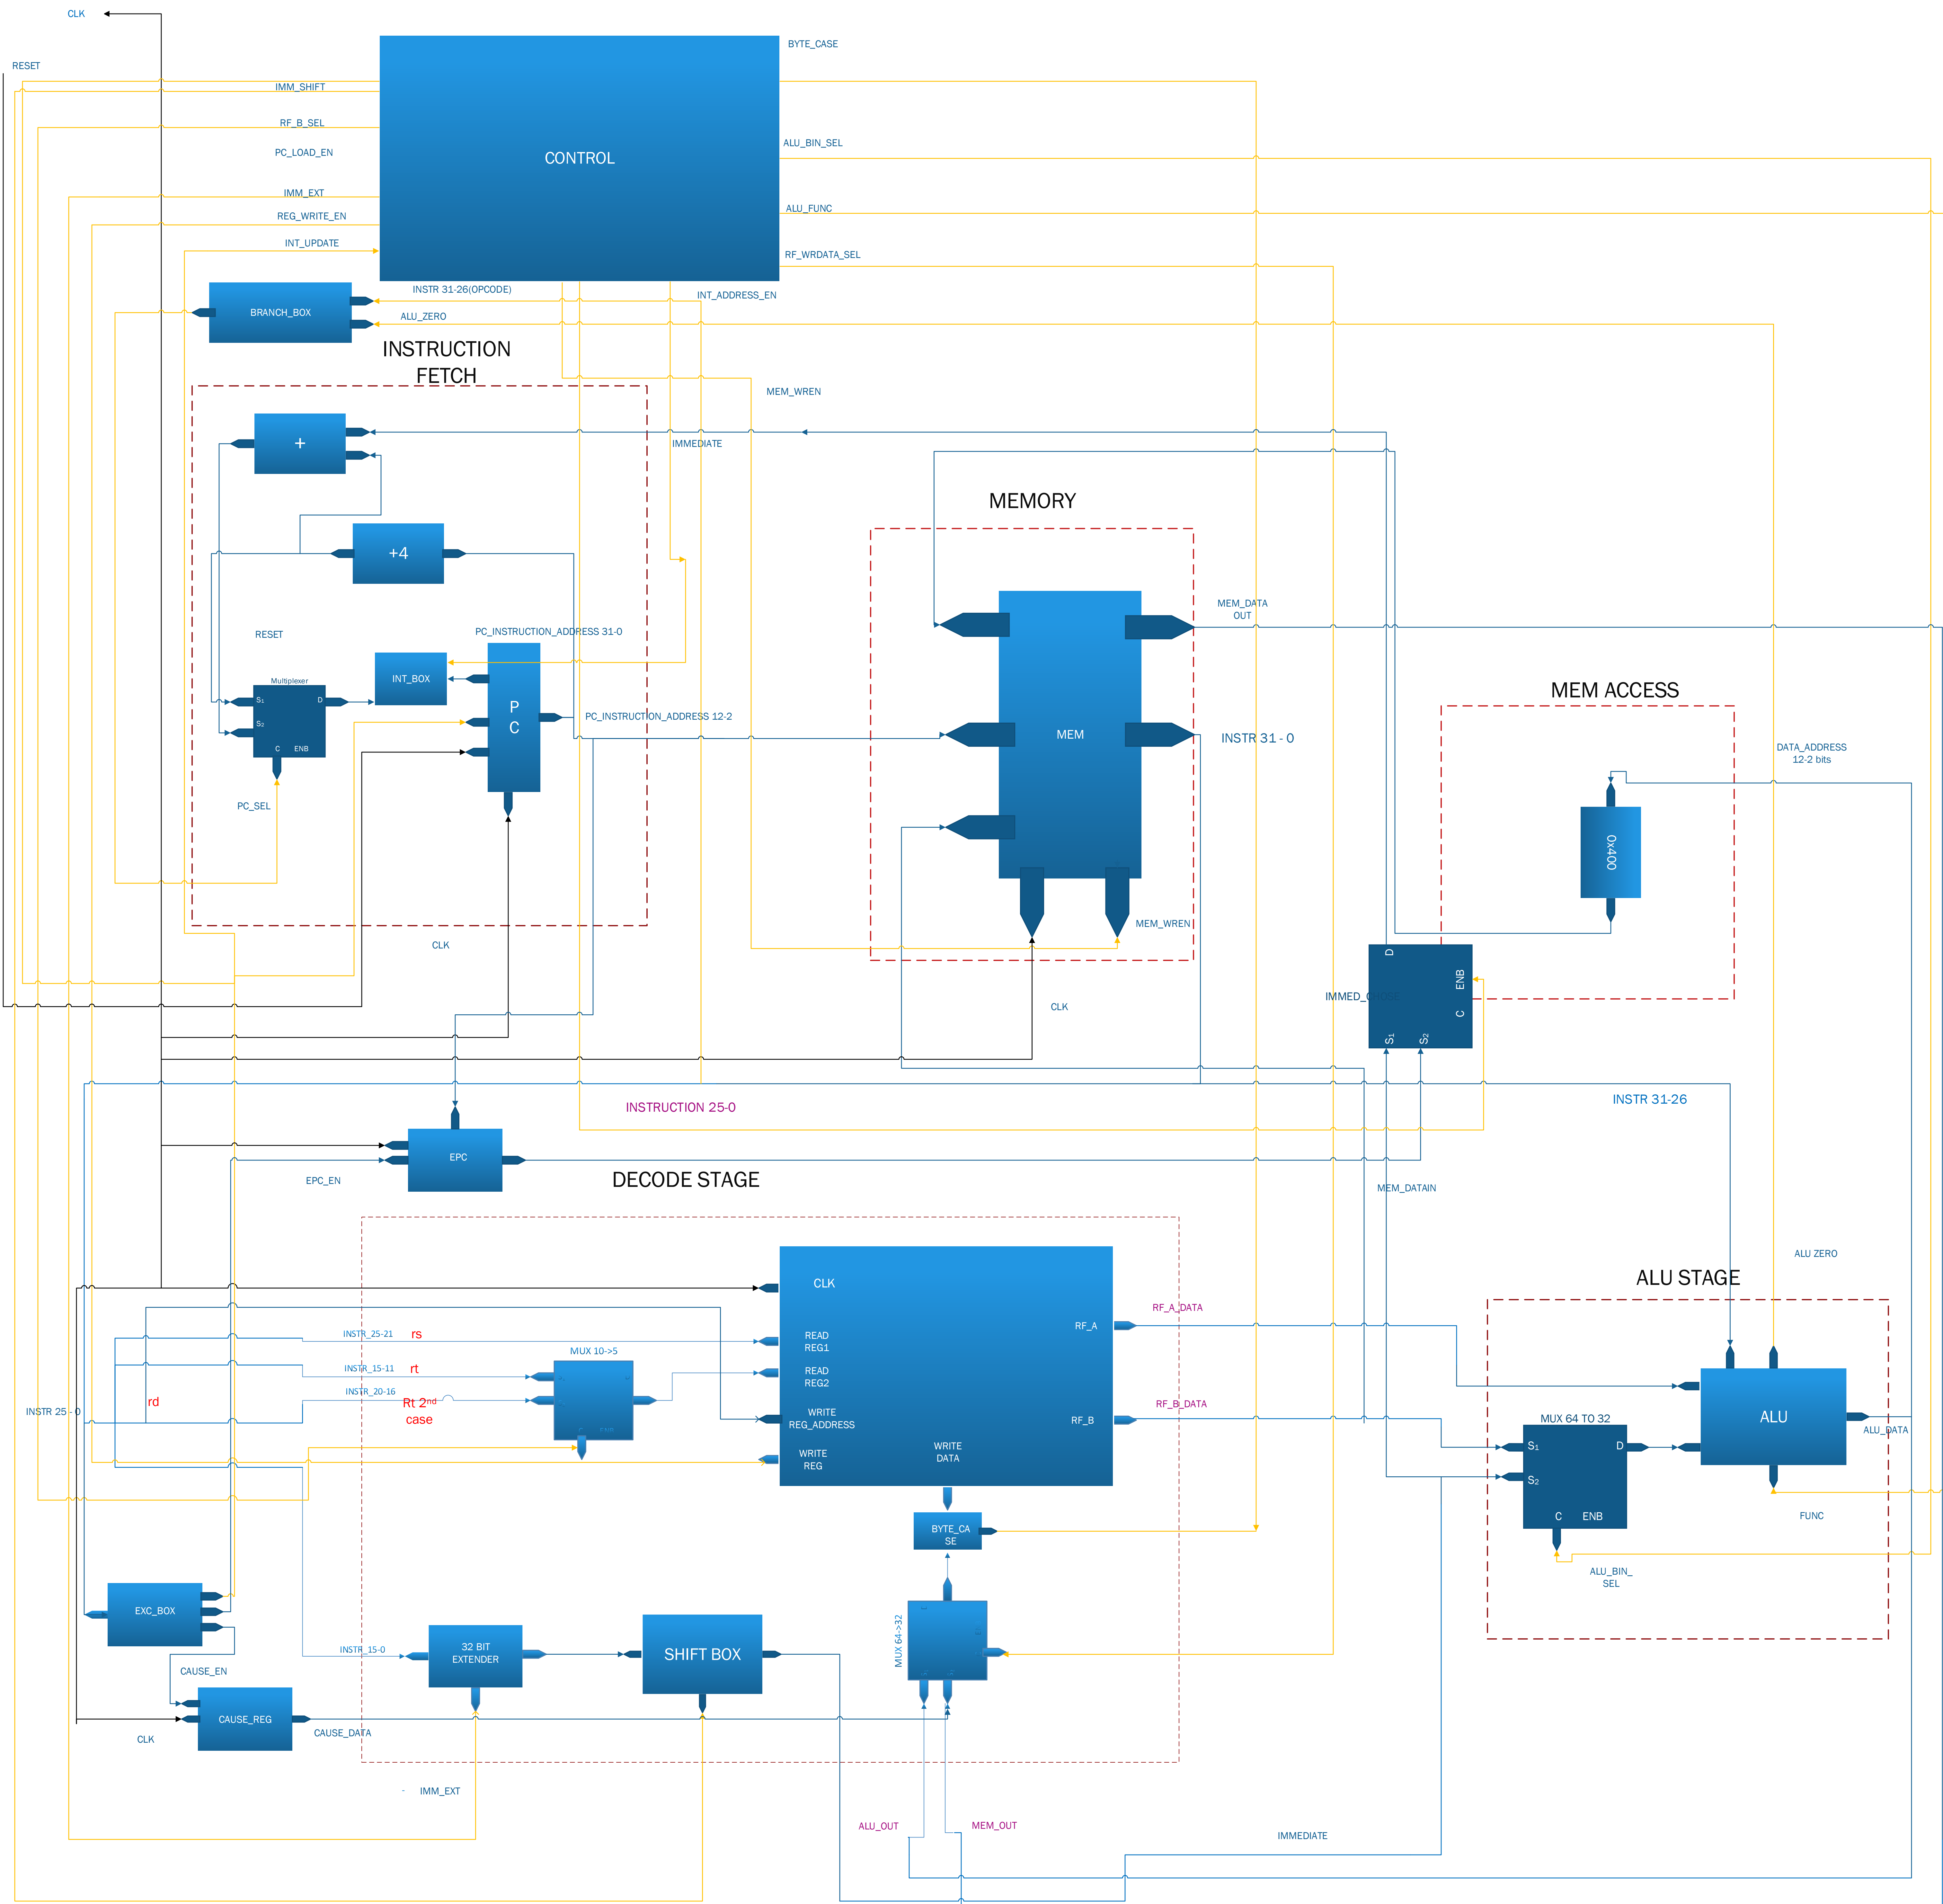 CLK
BYTE_CASE
RESET
IMM_SHIFT
RF_B_SEL
ALU_BIN_SEL
PC_LOAD_EN
CONTROL
IMM_EXT
ALU_FUNC
REG_WRITE_EN
INT_UPDATE
RF_WRDATA_SEL
INSTR 31-26(OPCODE)
INT_ADDRESS_EN
BRANCH_BOX
ALU_ZERO
INSTRUCTION
FETCH
MEM_WREN
+
IMMEDIATE
MEMORY
+4
MEM_DATA
OUT
RESET
PC_INSTRUCTION_ADDRESS 31-0
INT_BOX
Multiplexer
S1
D
S2
C
ENB
P
C
PC_INSTRUCTION_ADDRESS 12-2
MEM
INSTR 31 - 0
MEM ACCESS
DATA_ADDRESS
12-2 bits
PC_SEL
0x400
MEM_WREN
CLK
D
ENB
C
S1
S2
CLK
INSTR 31-26
INSTRUCTION 25-0
EPC
EPC_EN
DECODE STAGE
MEM_DATAIN
ALU ZERO
ALU STAGE
CLK
RF_A_DATA
INSTR_25-21
rs
READ
REG1
RF_A
MUX 10->5
INSTR_15-11
rt
READ
REG2
INSTR_20-16
rd
Rt 2nd
case
INSTR 25 - 0
WRITE
REG_ADDRESS
RF_B_DATA
RF_B
WRITE
REG
WRITE
DATA
MUX 64 TO 32
S1
D
S2
C
ENB
ALU
ALU_DATA
FUNC
BYTE_CA
SE
ALU_BIN_
SEL
EXC_BOX
INSTR_15-0
32 BIT
EXTENDER
SHIFT BOX
MUX 64->32
CAUSE_EN
CAUSE_REG
CAUSE_DATA
CLK
- IMM_EXT
ALU_OUT
MEM_OUT
IMMEDIATE